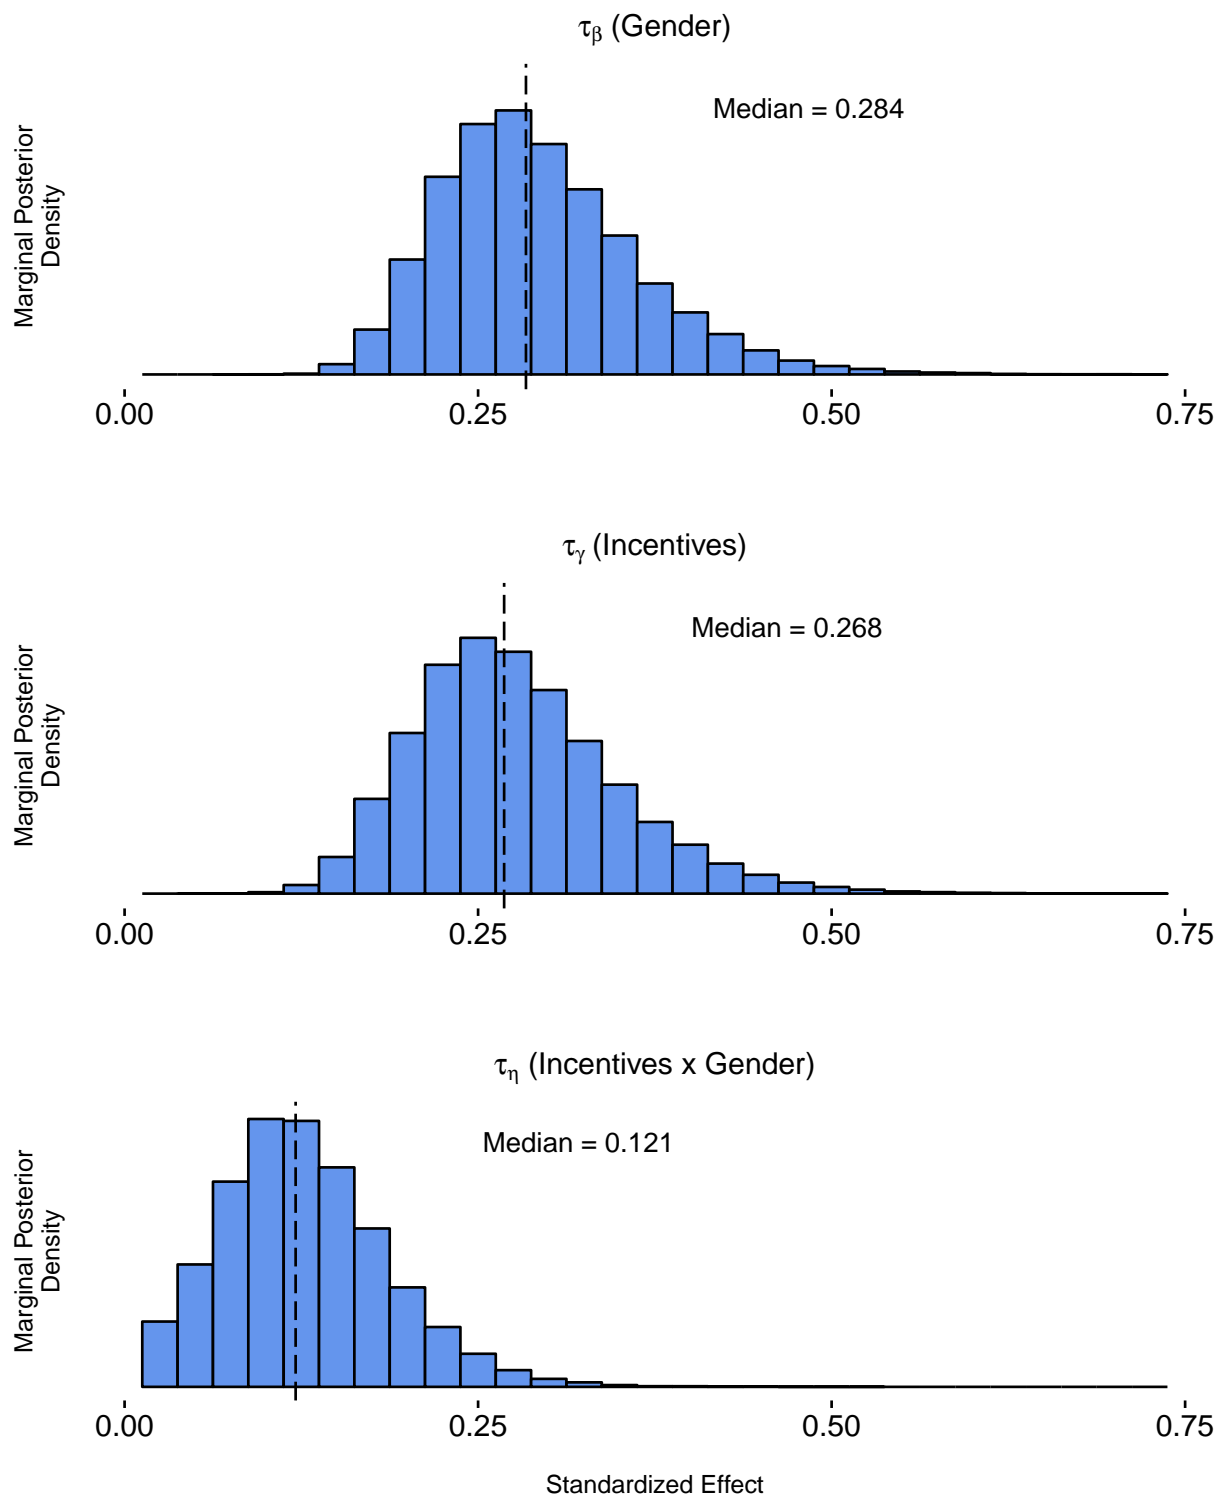 τβ (Gender)
Median = 0.284
Marginal Posterior
Density
0.00 0.25 0.50 0.75
τγ (Incentives)
Median = 0.268
Marginal Posterior
Density
0.00 0.25 0.50 0.75
τη (Incentives x Gender)
Median = 0.121
Marginal Posterior
Density
0.00 0.25 0.50 0.75
Standardized Effect